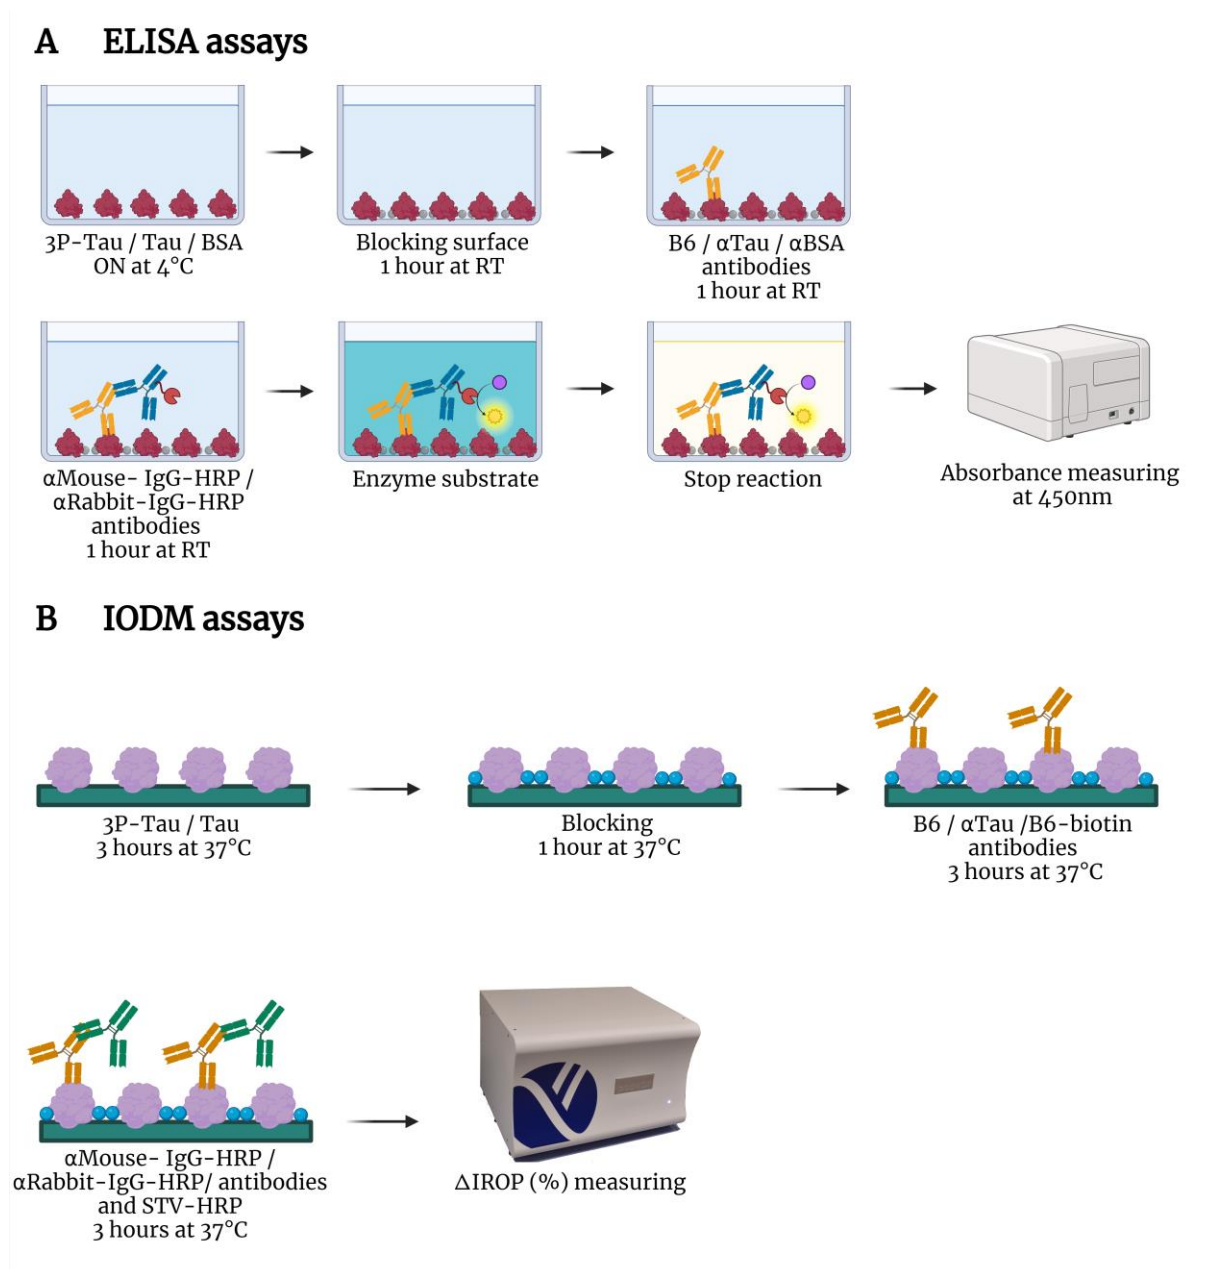 A ELISA assays
3P-Tau / Tau / BSA
ON at 4°C
Blocking surface
1 hour at RT
B6 / αTau / αBSA
antibodies
1 hour at RT
αMouse- IgG-HRP /
αRabbit-IgG-HRP
antibodies
1 hour at RT
Enzyme substrate
Stop reaction
Absorbance measuring
at 450nm
B IODM assays
3P-Tau / Tau
3 hours at 37°C
Blocking
1 hour at 37°C
B6 / αTau /B6-biotin
antibodies
3 hours at 37°C
αMouse- IgG-HRP /
αRabbit-IgG-HRP/ antibodies
and STV-HRP
3 hours at 37°C
ΔIROP (%) measuring